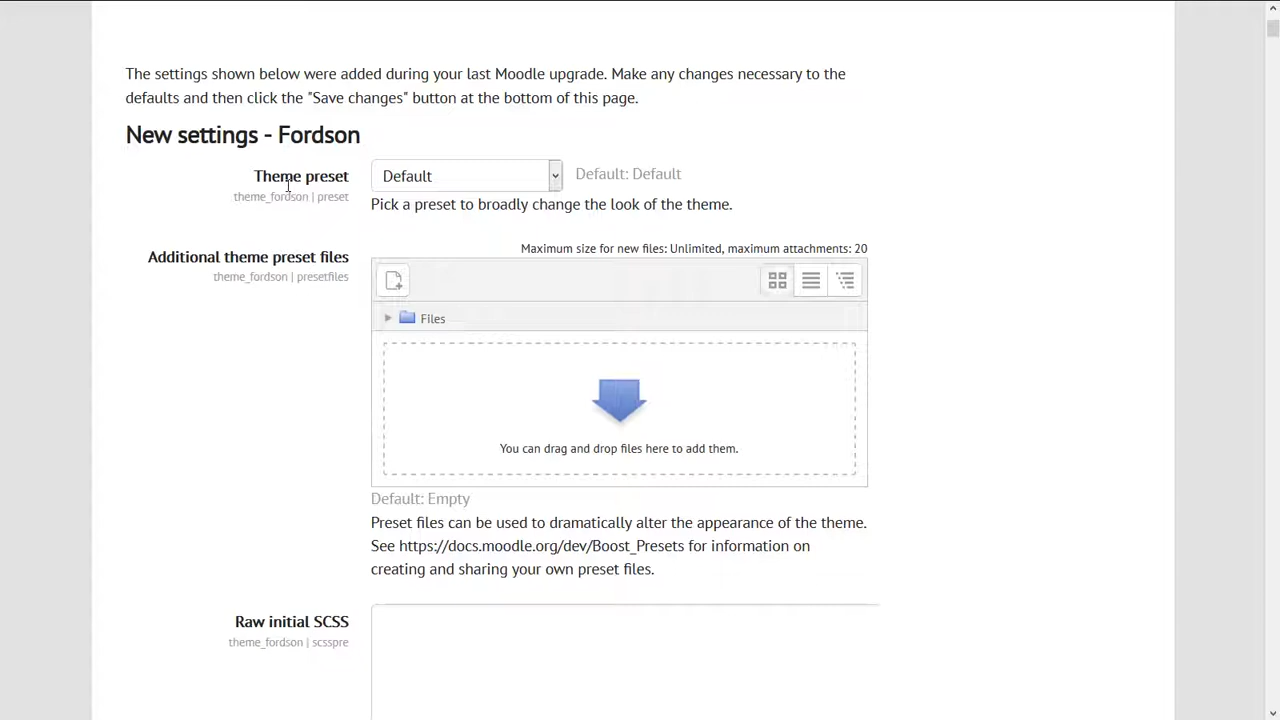 The settings shown below were added during your last Moodle upgrade. Make any changes necessary to the
defaults and then click the "Save changes" button at the bottom of this page.
New settings - Fordson
Theme preset
theme_fordson | preset
Default
Default: Default
Pick a preset to broadly change the look of the theme.
Additional theme preset files
theme_fordson | presetfiles
Maximum size for new files: Unlimited, maximum attachments: 20
Files
You can drag and drop files here to add them.
Default: Empty
Preset files can be used to dramatically alter the appearance of the theme.
See https://docs.moodle.org/dev/Boost_Presets for information on
creating and sharing your own preset files.
Raw initial SCSS
theme_fordson | scsspre